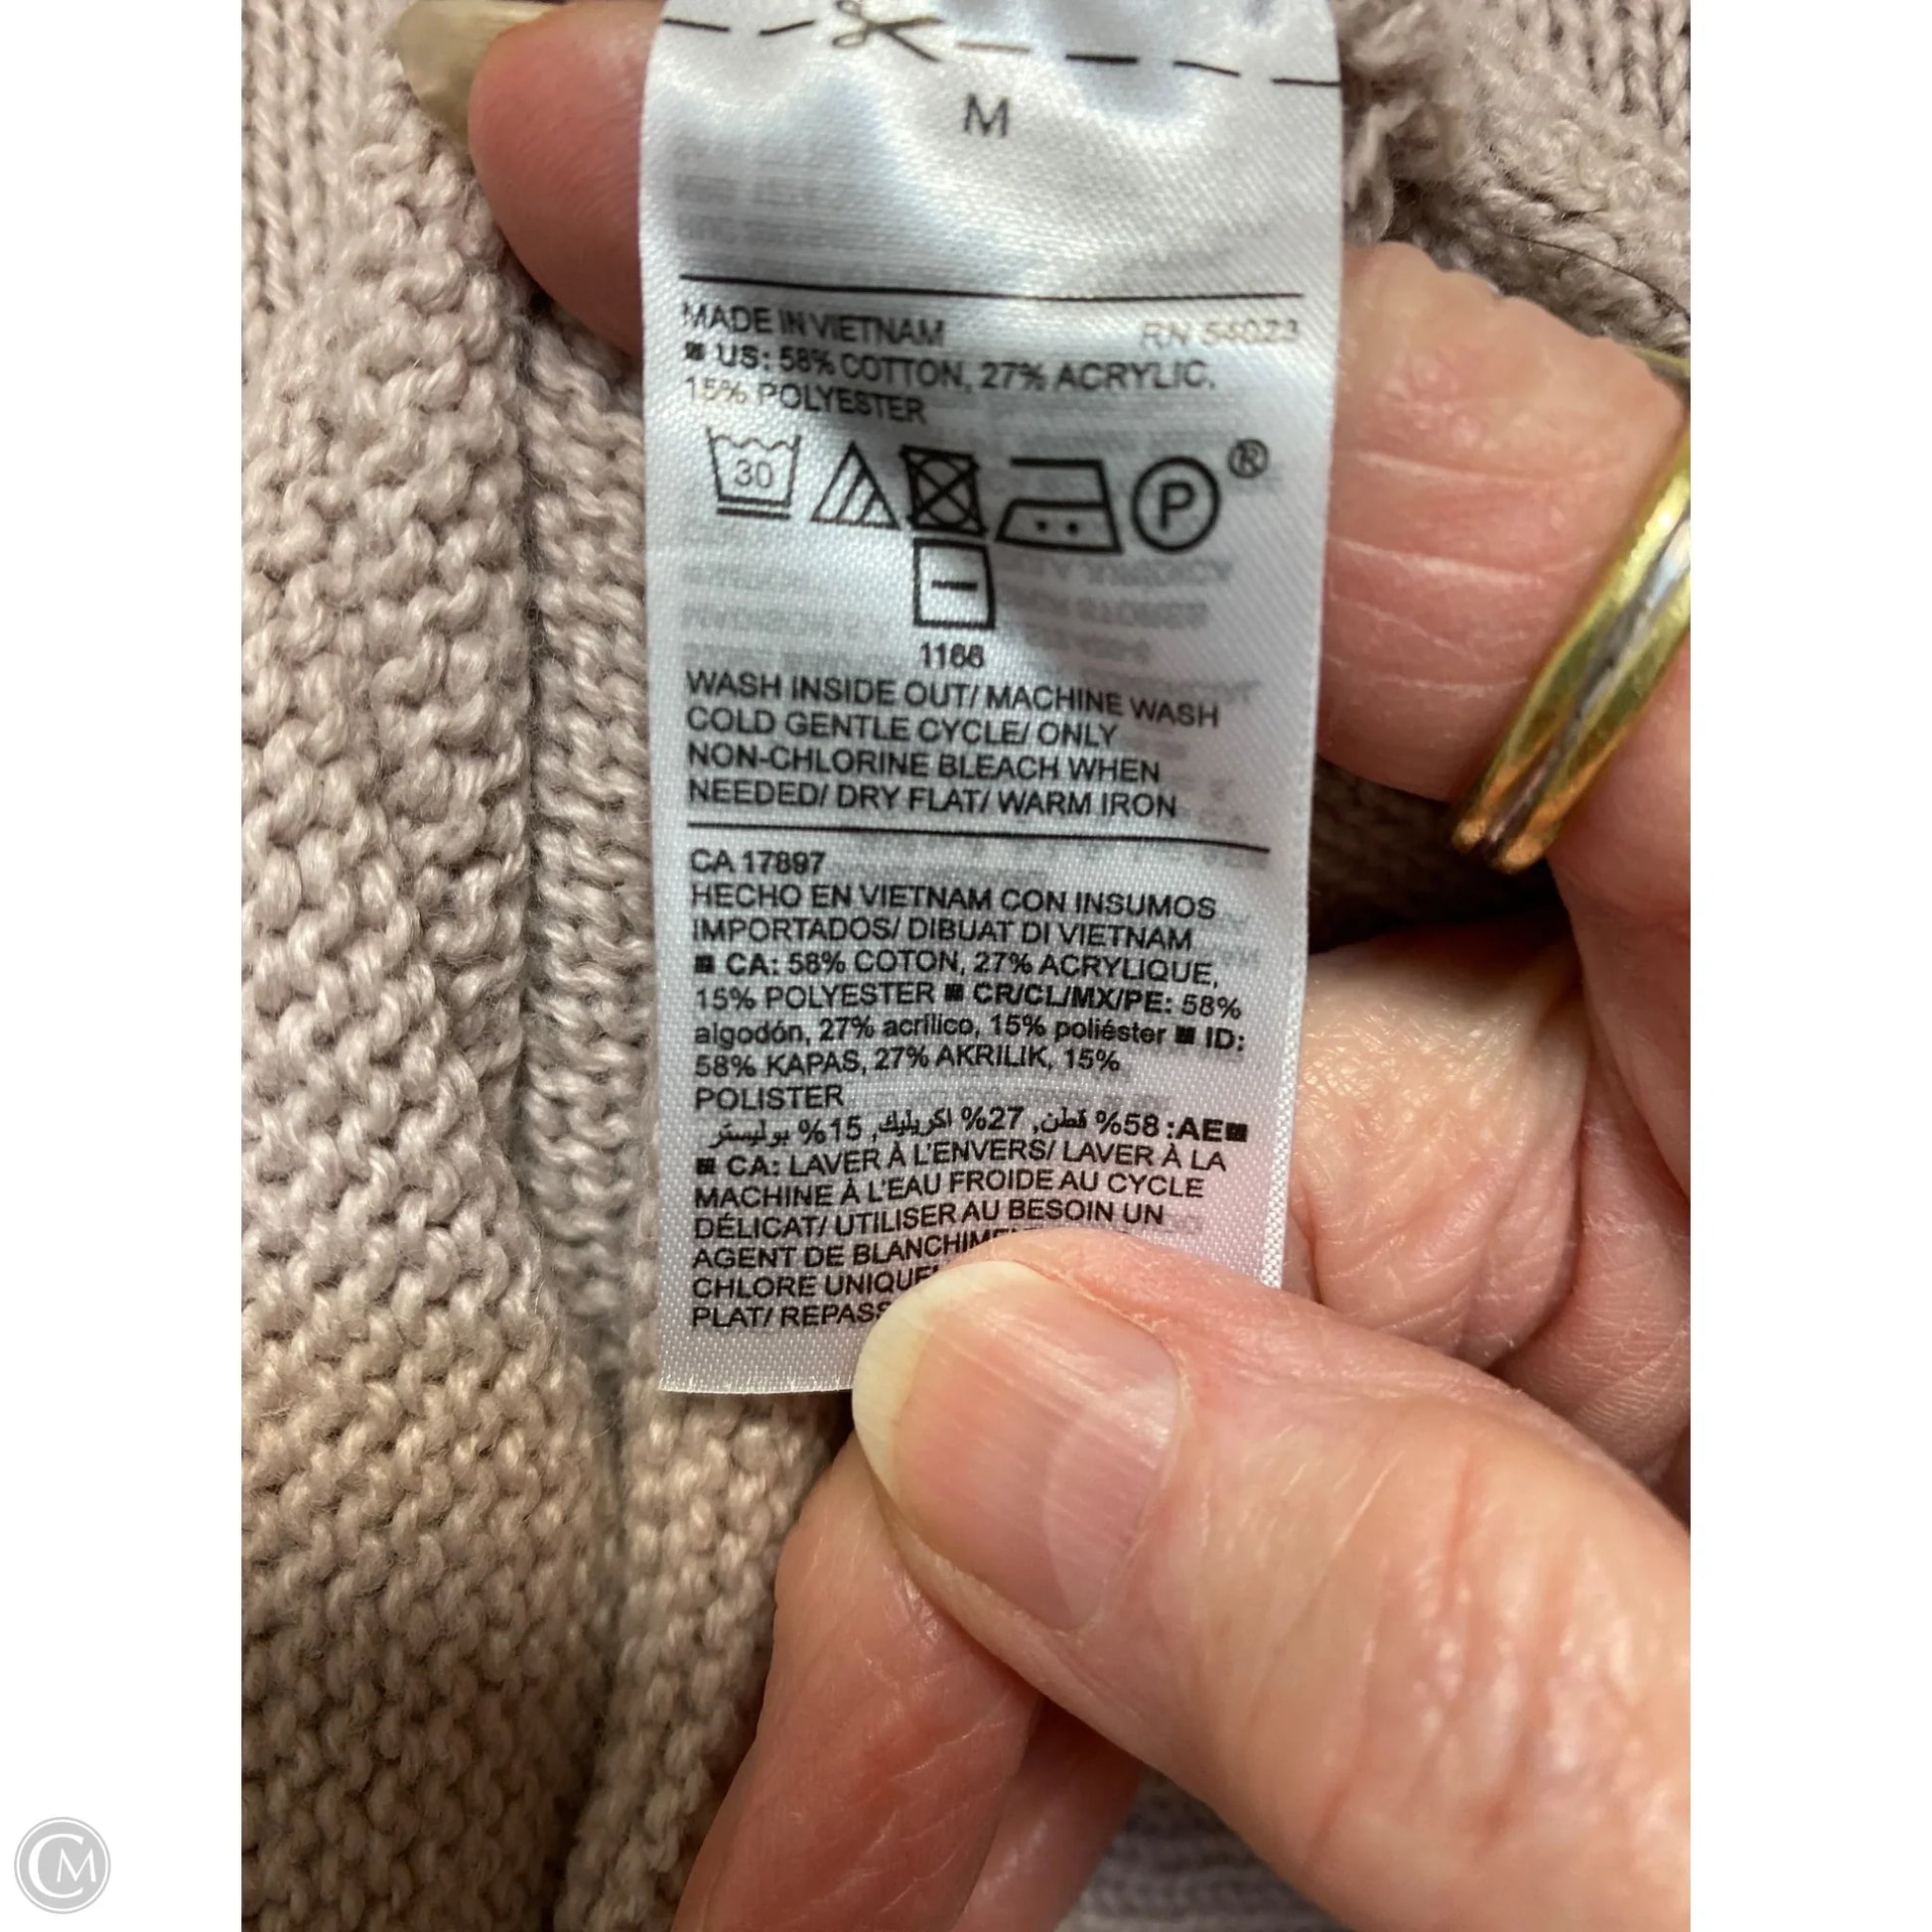 M
MADE IN VIETNAM RN 54023
US: 58% COTTON, 27% ACRYLIC,
15% POLYESTER
30
P ®
1166
WASH INSIDE OUT/ MACHINE WASH
COLD GENTLE CYCLE/ ONLY
NON-CHLORINE BLEACH WHEN
NEEDED/ DRY FLAT/ WARM IRON
CA 17897
HECHO EN VIETNAM CON INSUMOS
IMPORTADOS/ DIBUAT DI VIETNAM
CA: 58% COTON, 27% ACRYLIQUE,
15% POLYESTER CR/CL/MX/PE: 58%
algodón, 27% acrílico, 15% poliéster ID:
58% KAPAS, 27% AKRILIK, 15%
POLISTER
AE: 58% قطن, 27% اكريليك, 15% بوليستر
CA: LAVER À L'ENVERS/ LAVER À LA
MACHINE À L'EAU FROIDE AU CYCLE
DÉLICAT/ UTILISER AU BESOIN UN
AGENT DE BLANCHIME
CHLORE UNIQUE
PLAT/ REPASS
CM